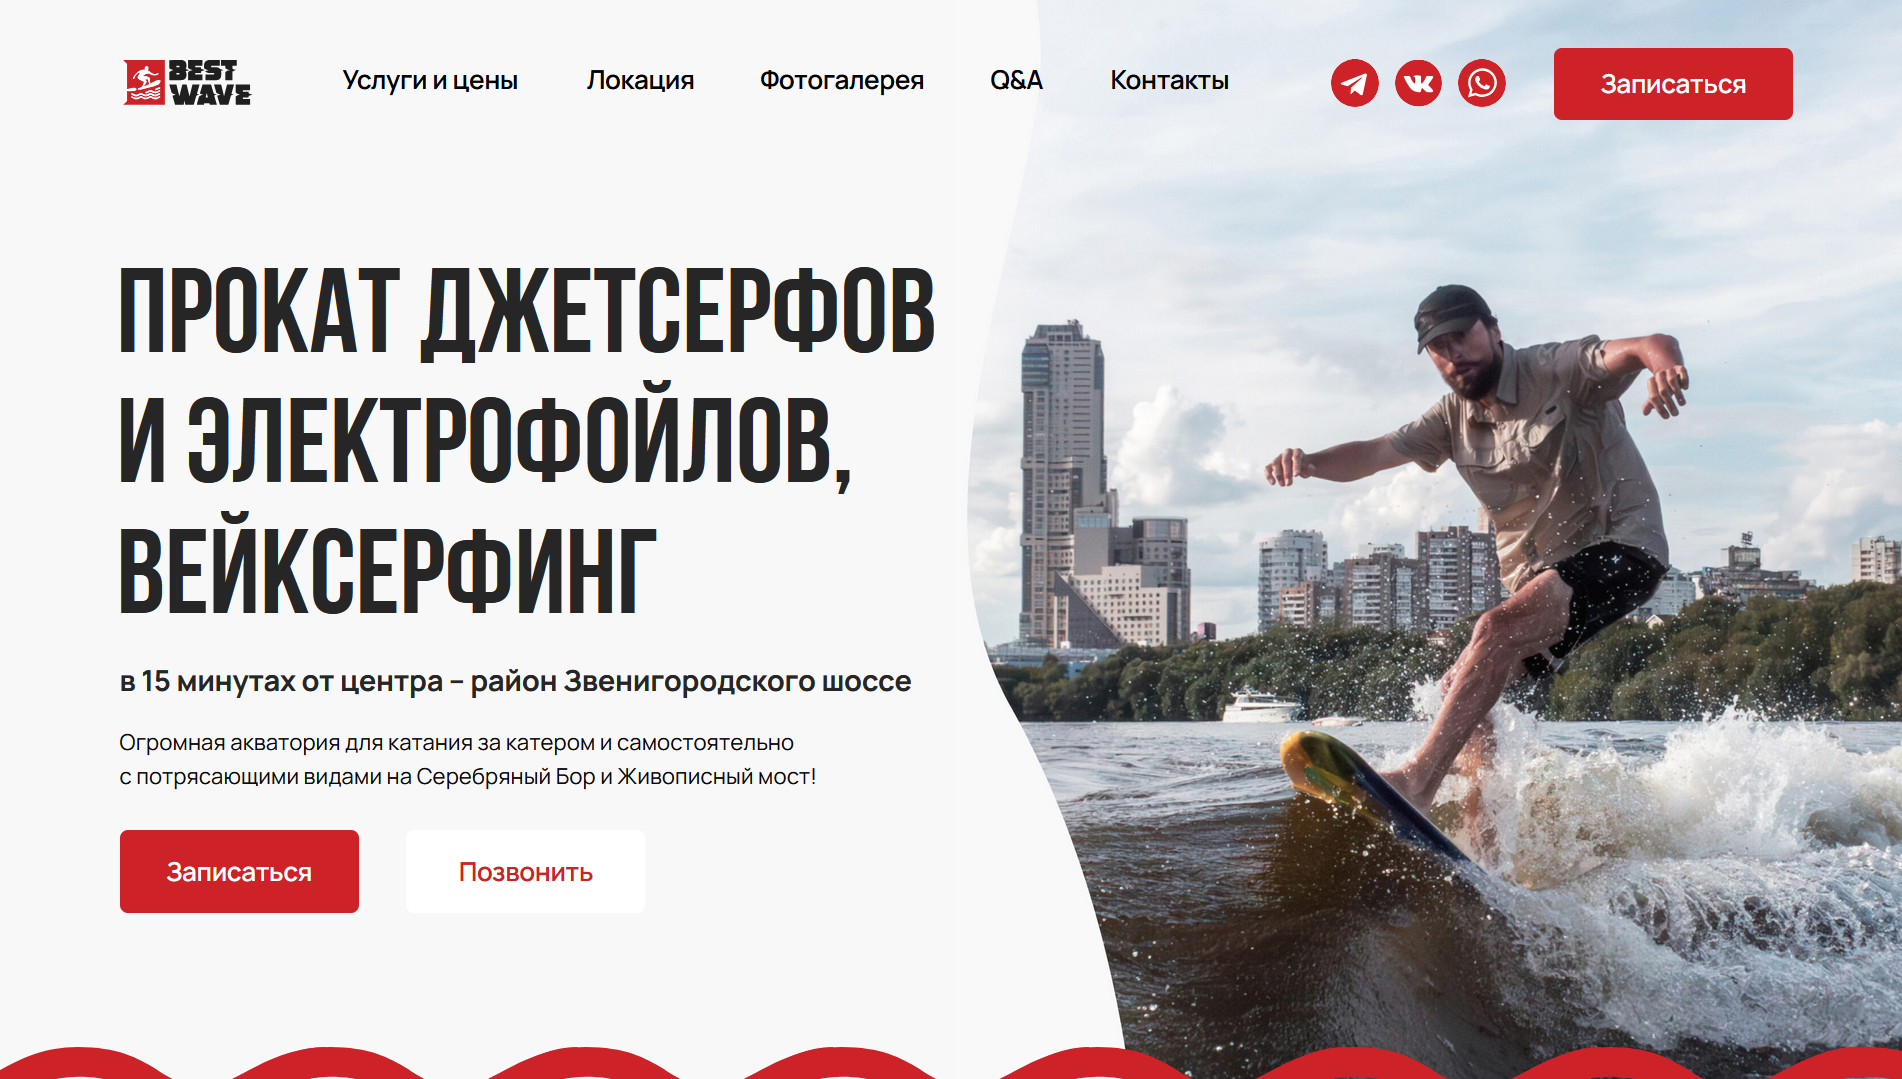 BEST
WAVE
Услуги и цены
Локация
Фотогалерея
Q&A
Контакты
Записаться
ПРОКАТ ДЖЕТСЕРФОВ
И ЭЛЕКТРОФОЙЛОВ,
ВЕЙКСЕРФИНГ
в 15 минутах от центра – район Звенигородского шоссе
Огромная акватория для катания за катером и самостоятельно
с потрясающими видами на Серебряный Бор и Живописный мост!
Записаться
Позвонить